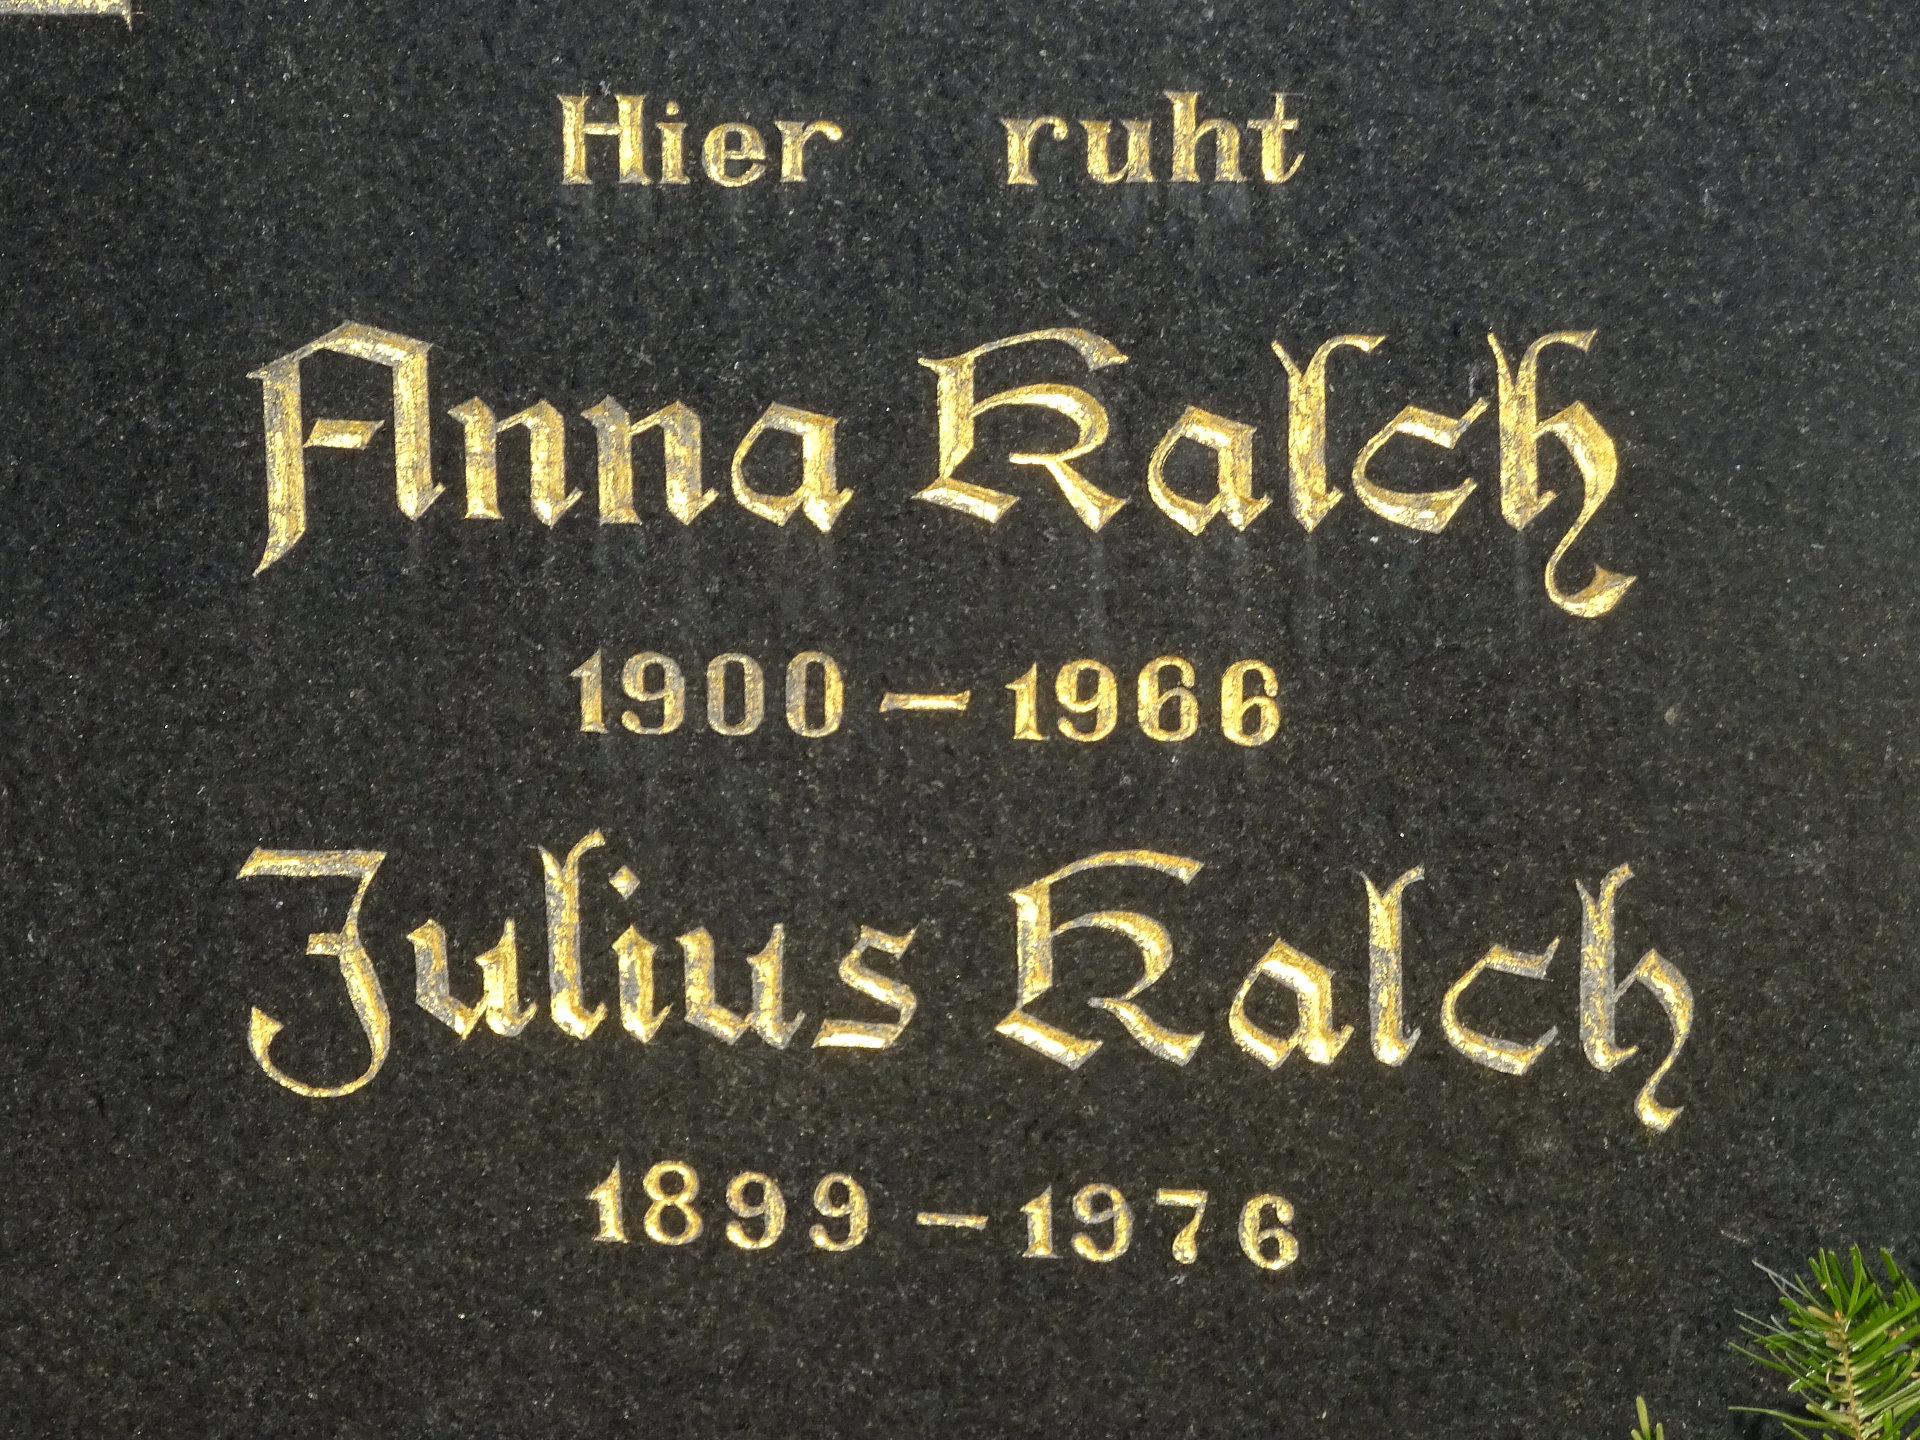 Hier ruht
Anna Kalch
1900 – 1966
Julius Kalch
1899 – 1976